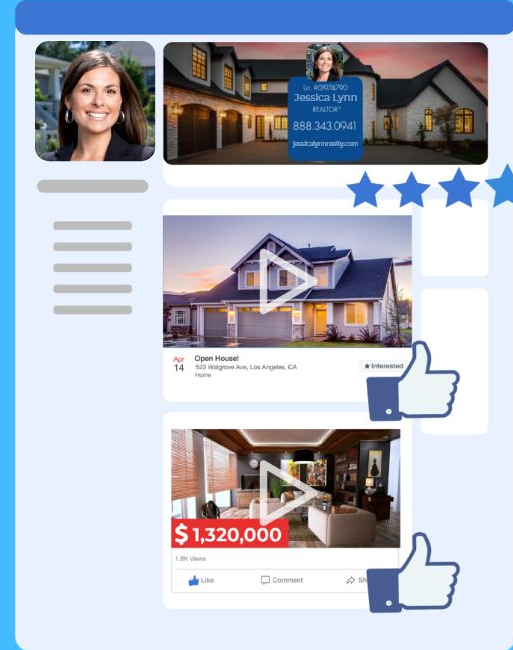 Lic. #01974790
Jessica Lynn
REALTOR®
888.343.0941
jessicalynnrealty.com
Apr
14
Open House!
523 Walgrove Ave, Los Angeles, CA
Home
★ Interested
$ 1,320,000
1.8K Views
Like
Comment
Sh